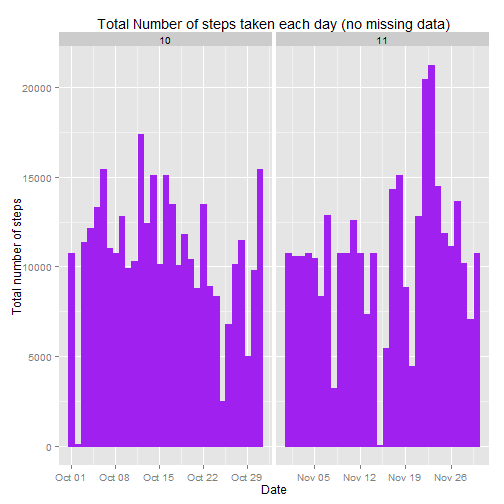 Total Number of steps taken each day (no missing data)
10 11
Total number of steps
20000
15000
10000
5000
0
Oct 01 Oct 08 Oct 15 Oct 22 Oct 29 Nov 05 Nov 12 Nov 19 Nov 26
Date